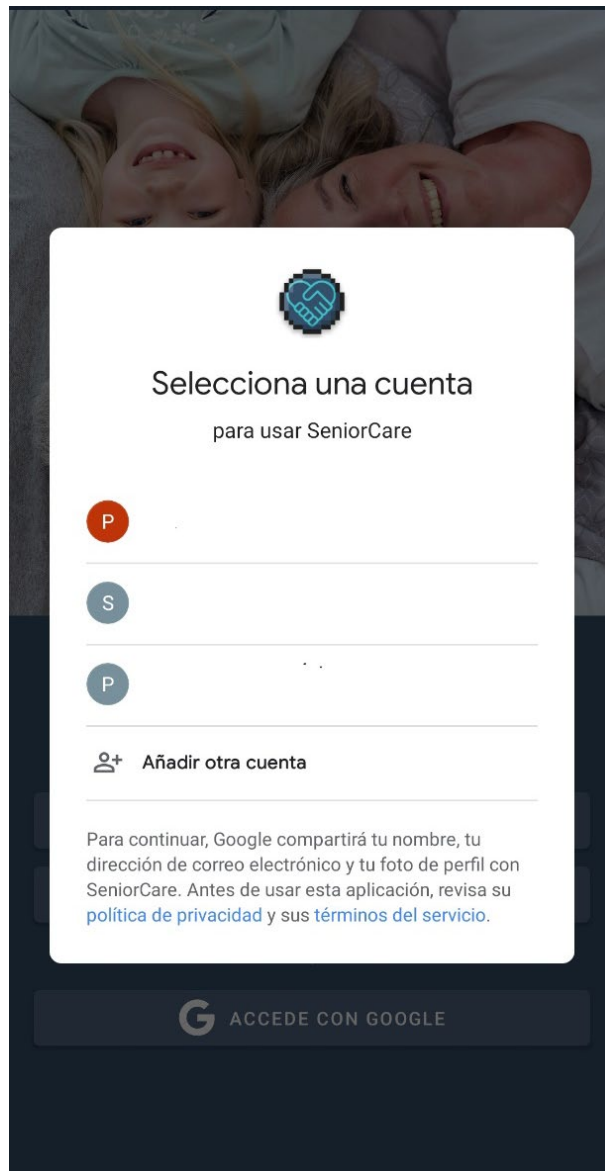 Selecciona una cuenta
para usar SeniorCare
P
S
P
Añadir otra cuenta
Para continuar, Google compartirá tu nombre, tu
dirección de correo electrónico y tu foto de perfil con
SeniorCare. Antes de usar esta aplicación, revisa su
política de privacidad y sus términos del servicio.
G ACCEDE CON GOOGLE